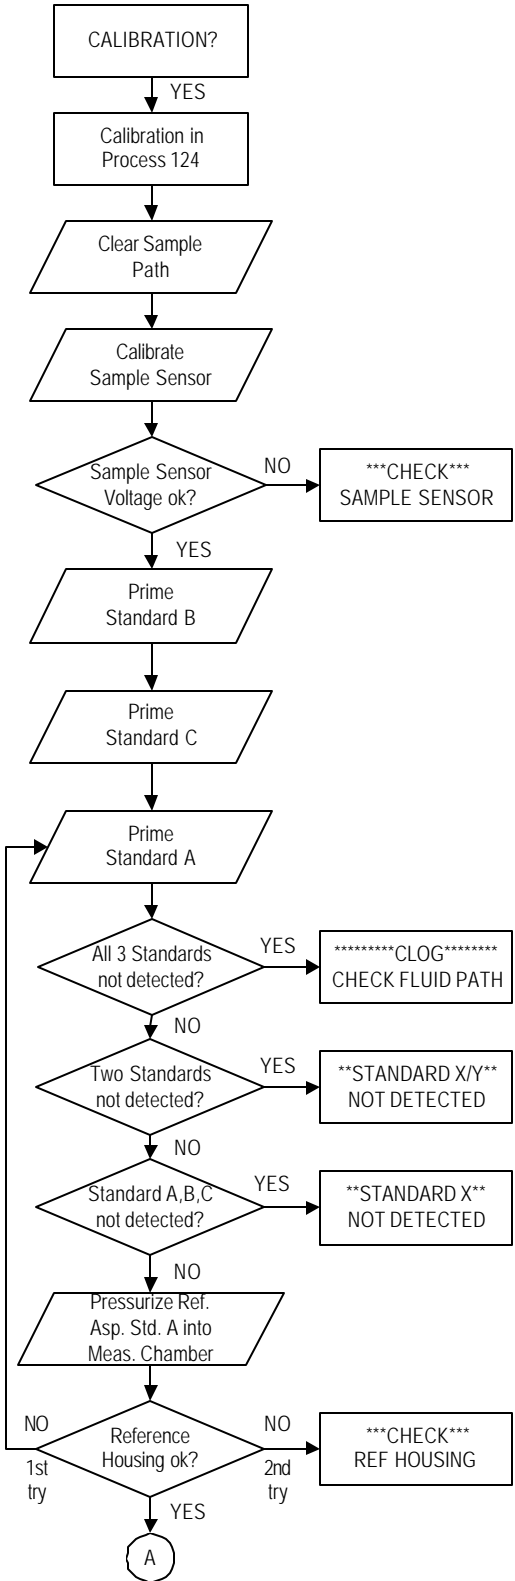 CALIBRATION?
YES
Calibration in
Process 124
Clear Sample
Path
Calibrate
Sample Sensor
Sample Sensor
Voltage ok?
NO
***CHECK***
SAMPLE SENSOR
YES
Prime
Standard B
Prime
Standard C
Prime
Standard A
All 3 Standards
not detected?
YES
*********CLOG********
CHECK FLUID PATH
NO
Two Standards
not detected?
YES
**STANDARD X/Y**
NOT DETECTED
NO
Standard A,B,C
not detected?
YES
**STANDARD X**
NOT DETECTED
NO
Pressurize Ref.
Asp. Std. A into
Meas. Chamber
NO
1st
try
Reference
Housing ok?
NO
2nd
try
***CHECK***
REF HOUSING
YES
A